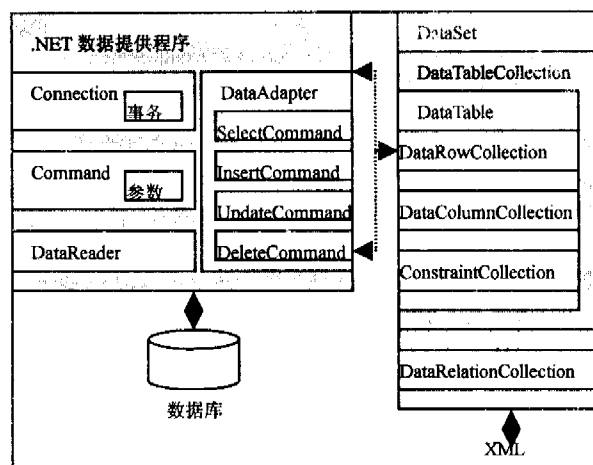 .NET 数据提供程序
Connection
事务
Command
参数
DataReader
DataAdapter
SelectCommand
InsertCommand
UpdateCommand
DeleteCommand
数据库
DataSet
DataTableCollection
DataTable
DataRowCollection
DataColumnCollection
ConstraintCollection
DataRelationCollection
XML